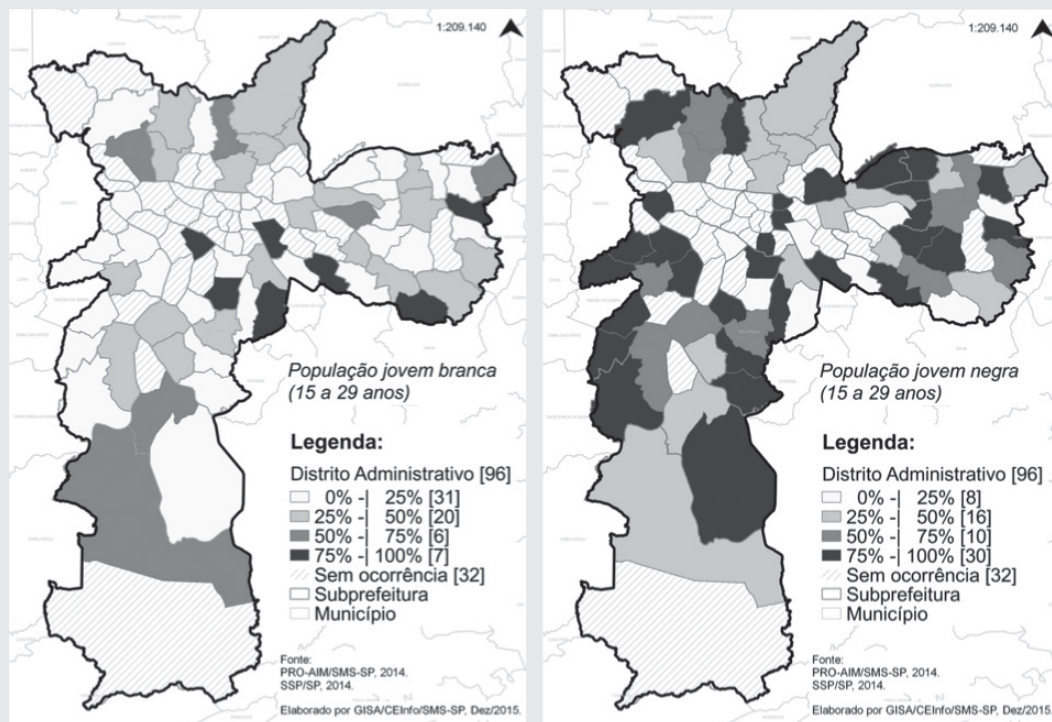 1:209.140
População jovem branca
(15 a 29 anos)
Legenda:
Distrito Administrativo [96]
0% -| 25% [31]
25% -| 50% [20]
50% -| 75% [6]
75% -| 100% [7]
Sem ocorrência [32]
Subprefeitura
Município
Fonte:
PRO-AIM/SMS-SP, 2014.
SSP/SP, 2014.
Elaborado por GISA/CEInfo/SMS-SP, Dez/2015.
1:209.140
População jovem negra
(15 a 29 anos)
Legenda:
Distrito Administrativo [96]
0% -| 25% [8]
25% -| 50% [16]
50% -| 75% [10]
75% -| 100% [30]
Sem ocorrência [32]
Subprefeitura
Município
Fonte:
PRO-AIM/SMS-SP, 2014.
SSP/SP, 2014.
Elaborado por GISA/CEInfo/SMS-SP, Dez/2015.